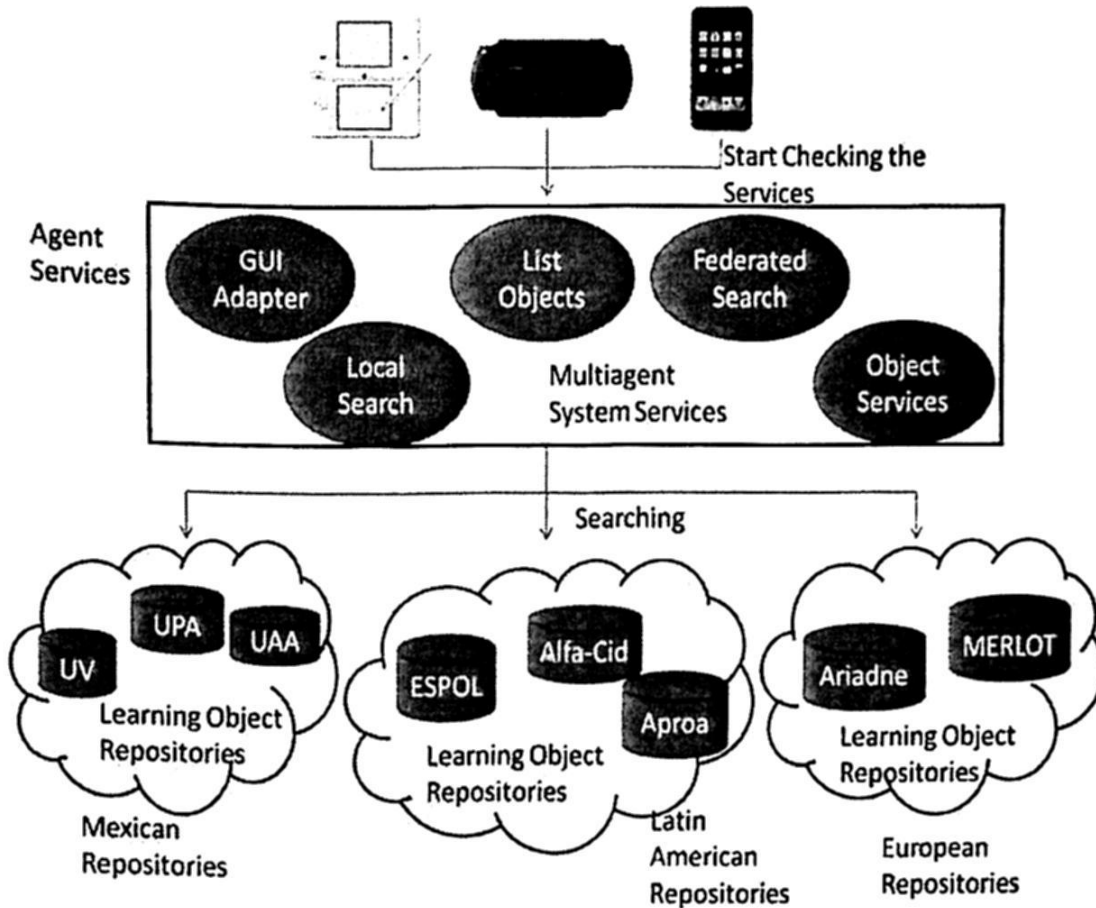 Start Checking the
Services
Agent
Services
GUI
Adapter
List
Objects
Federated
Search
Local
Search
Multiagent
System Services
Object
Services
Searching
UV
UPA
UAA
Learning Object
Repositories
Mexican
Repositories
ESPOL
Alfa-Cid
Aproa
Learning Object
Repositories
Latin
American
Repositories
Ariadne
MERLOT
Learning Object
Repositories
European
Repositories